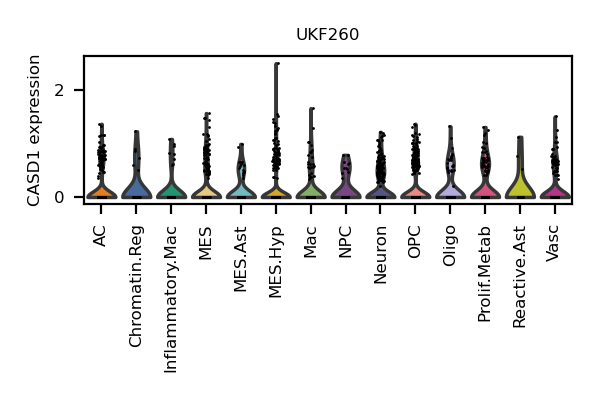 UKF260
CASD1 expression
2
0
AC
Chromatin.Reg
Inflammatory.Mac
MES
MES.Ast
MES.Hyp
Mac
NPC
Neuron
OPC
Oligo
Prolif.Metab
Reactive.Ast
Vasc